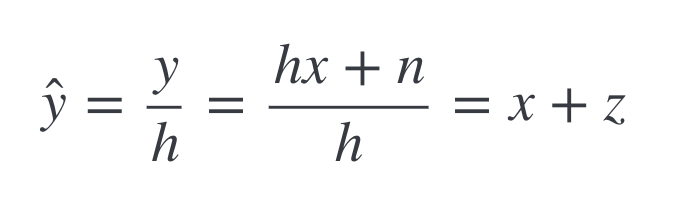 ŷ = y/h = (hx + n)/h = x + z